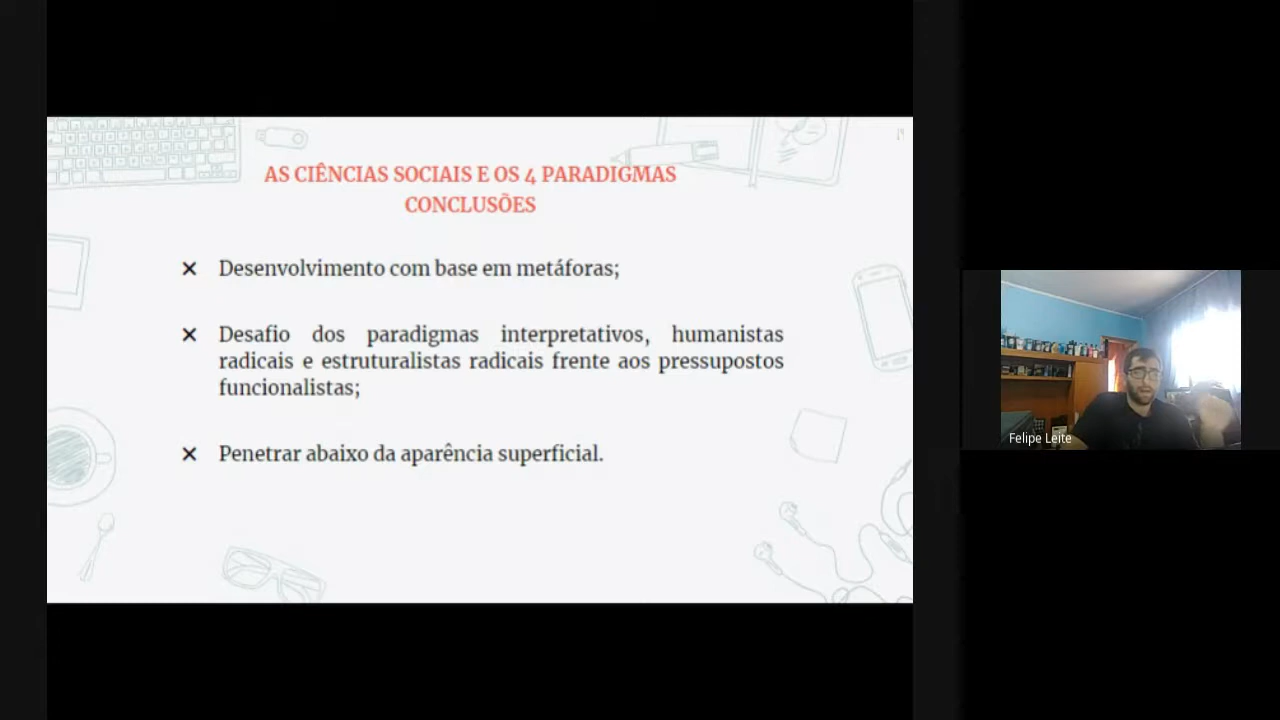 AS CIÊNCIAS SOCIAIS E OS 4 PARADIGMAS
CONCLUSÕES
Desenvolvimento com base em metáforas;
Desafio dos paradigmas interpretativos, humanistas
radicais e estruturalistas radicais frente aos pressupostos
funcionalistas;
Penetrar abaixo da aparência superficial.
Felipe Leite